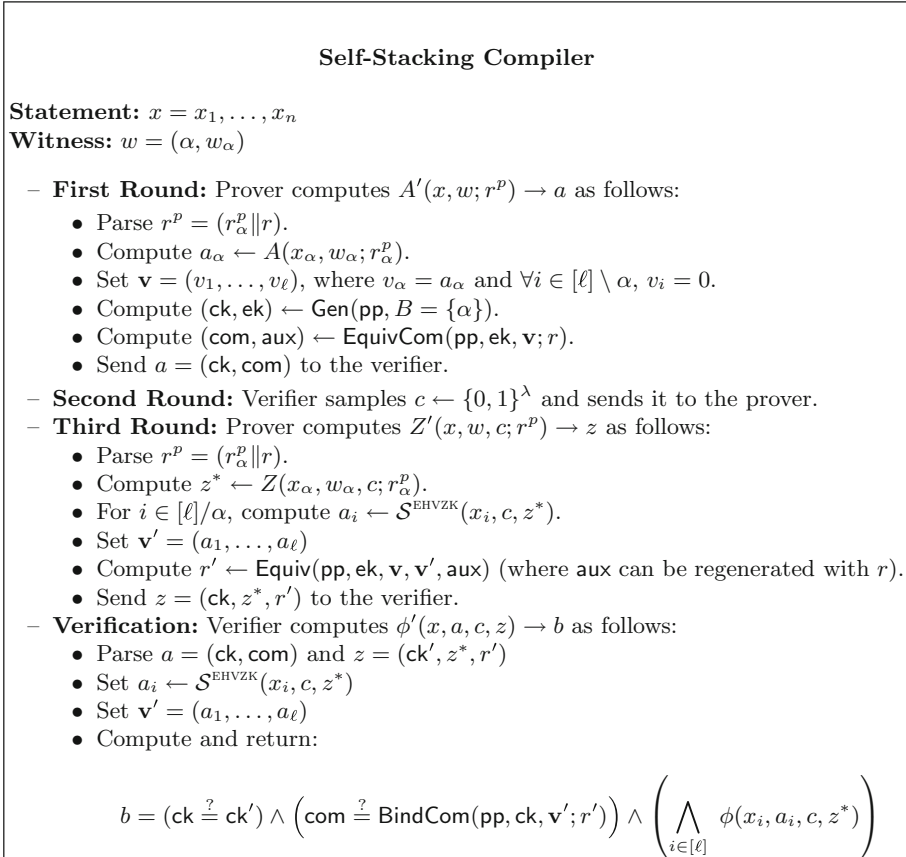 Self-Stacking Compiler
Statement: x = x₁, . . . , xₙ
Witness: w = (α, w_α)
– First Round: Prover computes A′(x, w; r^p) → a as follows:
• Parse r^p = (r^p_α∥r).
• Compute a_α ← A(x_α, w_α; r^p_α).
• Set v = (v₁, . . . , v_ℓ), where v_α = a_α and ∀i ∈ [ℓ] \ α, v_i = 0.
• Compute (ck, ek) ← Gen(pp, B = {α}).
• Compute (com, aux) ← EquivCom(pp, ek, v; r).
• Send a = (ck, com) to the verifier.
– Second Round: Verifier samples c ← {0, 1}^λ and sends it to the prover.
– Third Round: Prover computes Z′(x, w, c; r^p) → z as follows:
• Parse r^p = (r^p_α∥r).
• Compute z* ← Z(x_α, w_α, c; r^p_α).
• For i ∈ [ℓ]/α, compute a_i ← S^EHVZK(x_i, c, z*).
• Set v′ = (a₁, . . . , a_ℓ)
• Compute r′ ← Equiv(pp, ek, v, v′, aux) (where aux can be regenerated with r).
• Send z = (ck, z*, r′) to the verifier.
– Verification: Verifier computes ϕ′(x, a, c, z) → b as follows:
• Parse a = (ck, com) and z = (ck′, z*, r′)
• Set a_i ← S^EHVZK(x_i, c, z*)
• Set v′ = (a₁, . . . , a_ℓ)
• Compute and return:
b = (ck ≟ ck′) ∧ (com ≟ BindCom(pp, ck, v′; r′)) ∧ (⋀_{i∈[ℓ]} ϕ(x_i, a_i, c, z*))